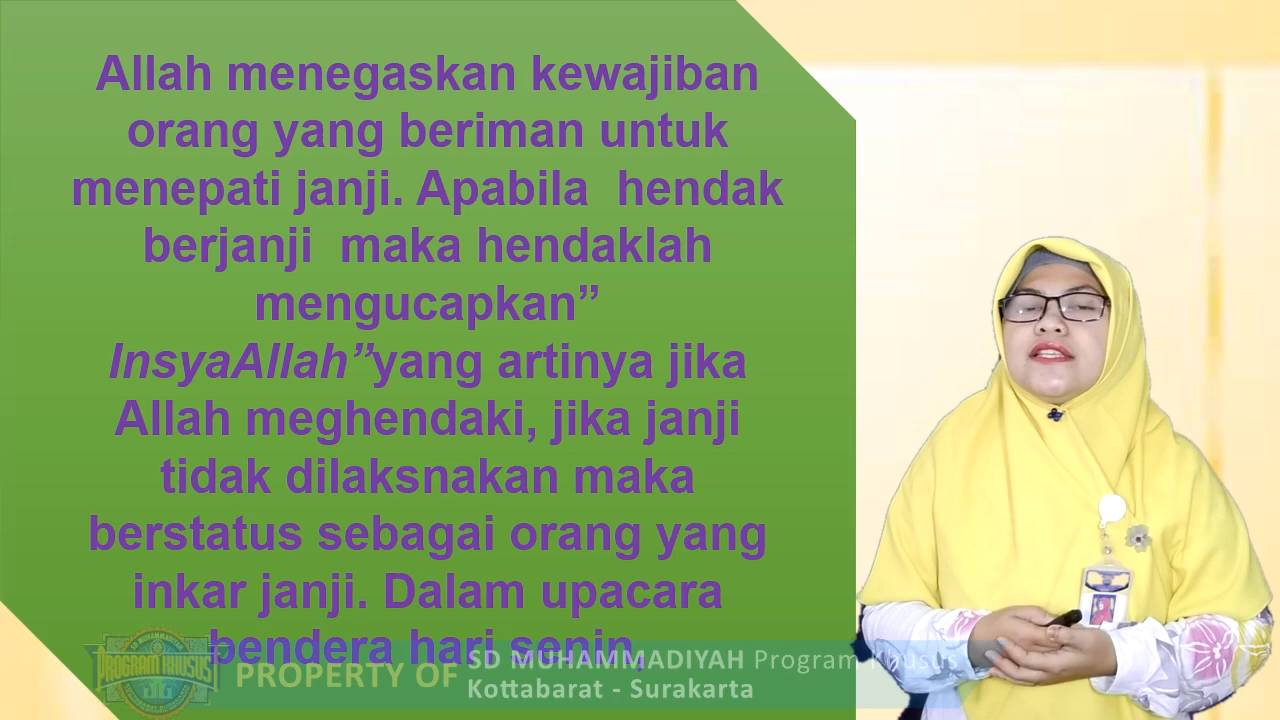 Allah menegaskan kewajiban
orang yang beriman untuk
menepati janji. Apabila  hendak
berjanji  maka hendaklah
mengucapkan”
InsyaAllah”yang artinya jika
Allah meghendaki, jika janji
tidak dilaksnakan maka
berstatus sebagai orang yang
inkar janji. Dalam upacara
bendera hari senin,
SD MUHAMMADIYAH
PROGRAM KHUSUS
PROPERTY OF
SD MUHAMMADIYAH Program Khusus
Kottabarat - Surakarta